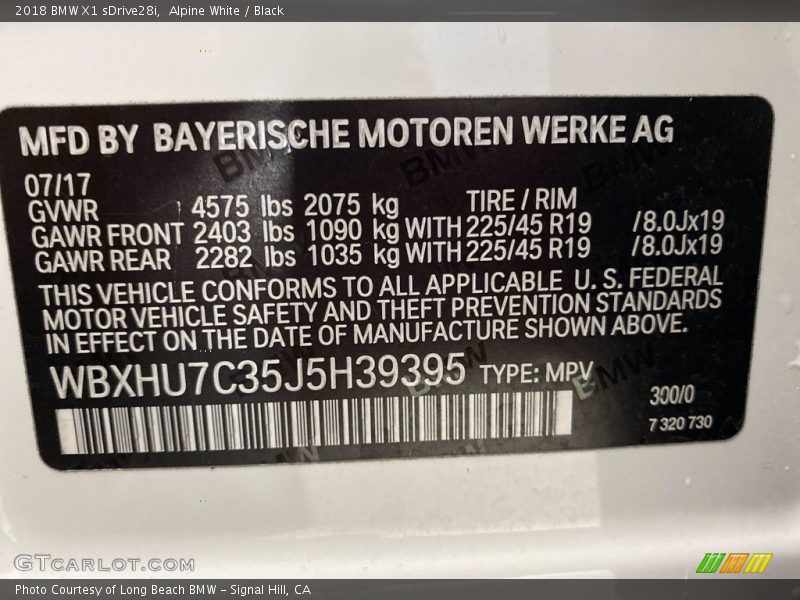 2018 BMW X1 sDrive28i,  Alpine White / Black
MFD BY BAYERISCHE MOTOREN WERKE AG
07/17
GVWR 4575 lbs 2075 kg TIRE / RIM
GAWR FRONT 2403 lbs 1090 kg WITH 225/45 R19 /8.0Jx19
GAWR REAR 2282 lbs 1035 kg WITH 225/45 R19 /8.0Jx19
THIS VEHICLE CONFORMS TO ALL APPLICABLE U. S. FEDERAL
MOTOR VEHICLE SAFETY AND THEFT PREVENTION STANDARDS
IN EFFECT ON THE DATE OF MANUFACTURE SHOWN ABOVE.
WBXHU7C35J5H39395 TYPE: MPV
300/0
7 320 730
GTCARLOT.COM
Photo Courtesy of Long Beach BMW – Signal Hill, CA